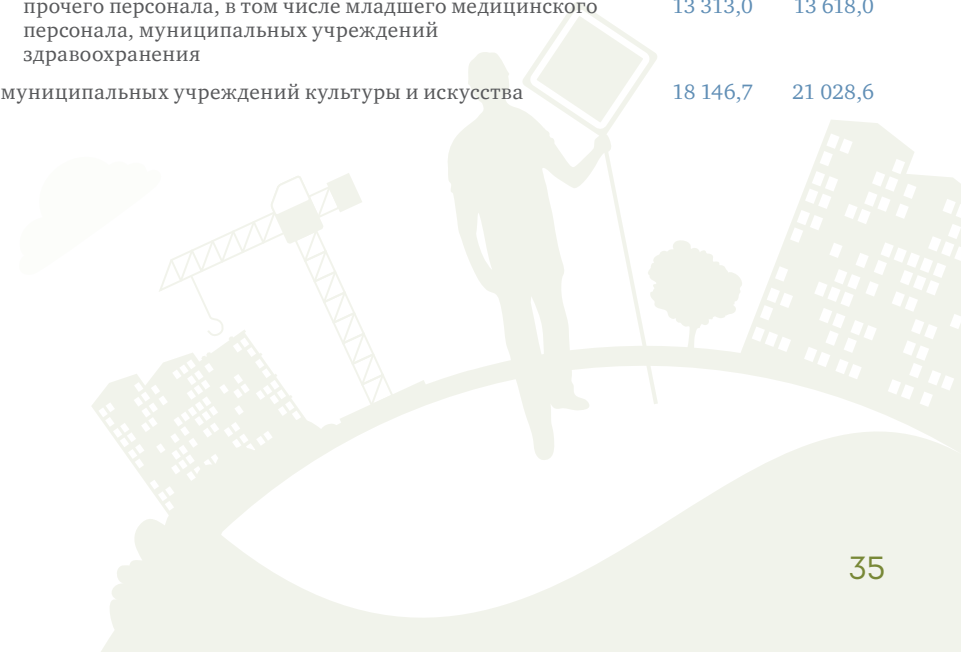 прочего персонала, в том числе младшего медицинского 13 313,0 13 618,0
персонала, муниципальных учреждений
здравоохранения
муниципальных учреждений культуры и искусства 18 146,7 21 028,6
35